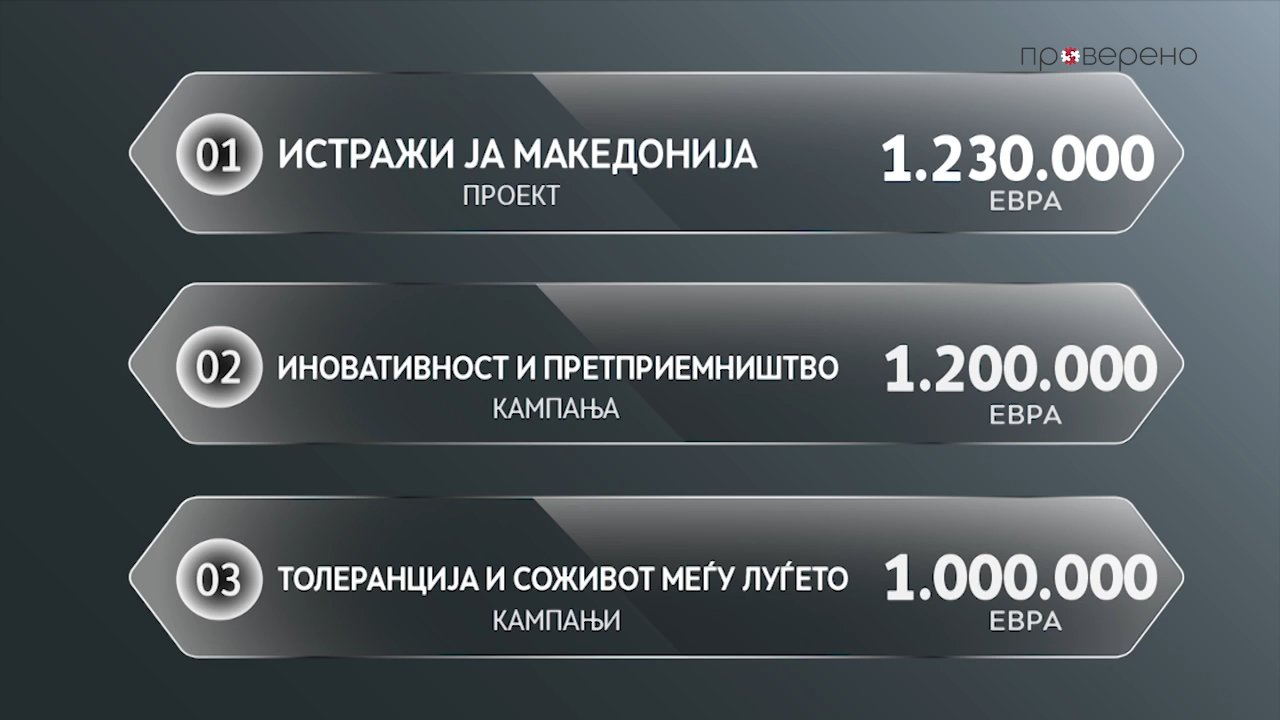 проверено
01 ИСТРАЖИ ЈА МАКЕДОНИЈА 1.230.000
ПРОЕКТ ЕВРА
02 ИНОВАТИВНОСТ И ПРЕТПРИЕМНИШТВО 1.200.000
КАМПАЊА ЕВРА
03 ТОЛЕРАНЦИЈА И СОЖИВОТ МЕЃУ ЛУЃЕТО 1.000.000
КАМПАЊИ ЕВРА